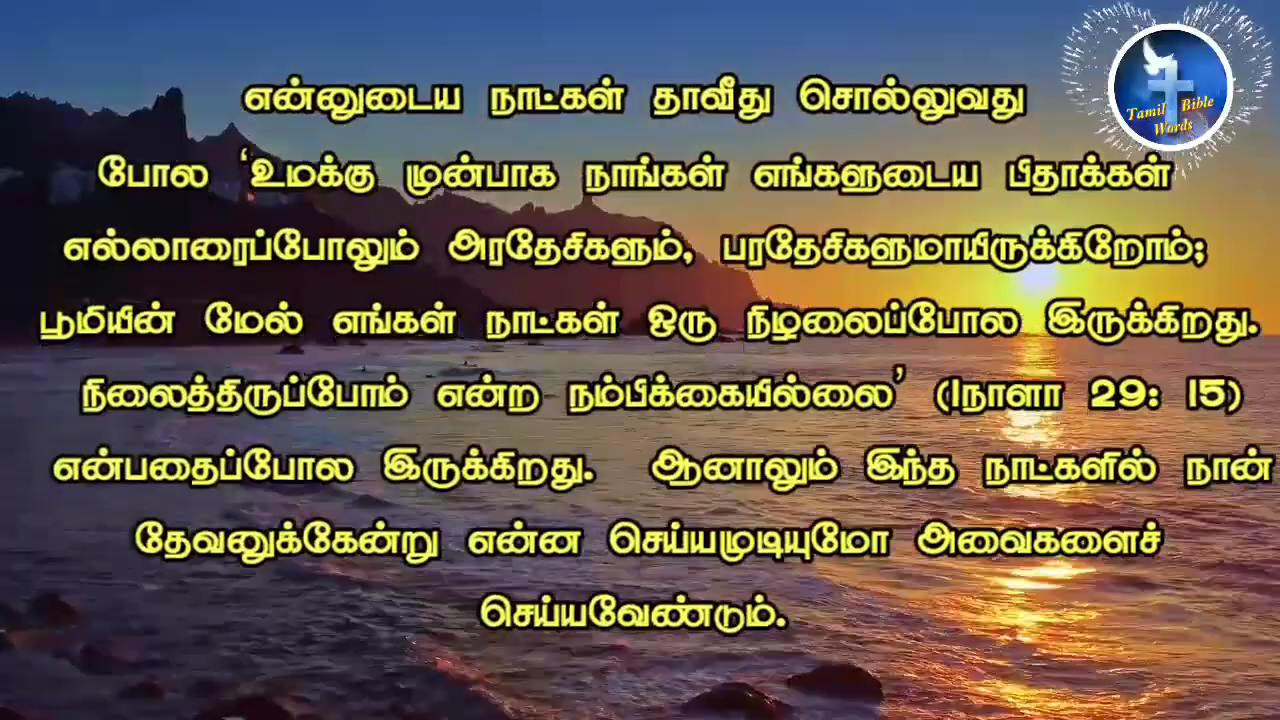 Tamil Bible
Words
என்னுடைய நாட்கள் தாவீது சொல்லுவது
போல ‘உமக்கு முன்பாக நாங்கள் எங்களுடைய பிதாக்கள்
எல்லாரைப்போலும் அரதேசிகளும், பரதேசிகளுமாயிருக்கிறோம்;
பூமியின் மேல் எங்கள் நாட்கள் ஒரு நிழலைப்போல இருக்கிறது.
நிலைத்திருப்போம் என்ற நம்பிக்கையில்லை’ (1நாளா 29: 15)
என்பதைப்போல இருக்கிறது. ஆனாலும் இந்த நாட்களில் நான்
தேவனுக்கேன்று என்ன செய்யமுடியுமோ அவைகளைச்
செய்யவேண்டும்.